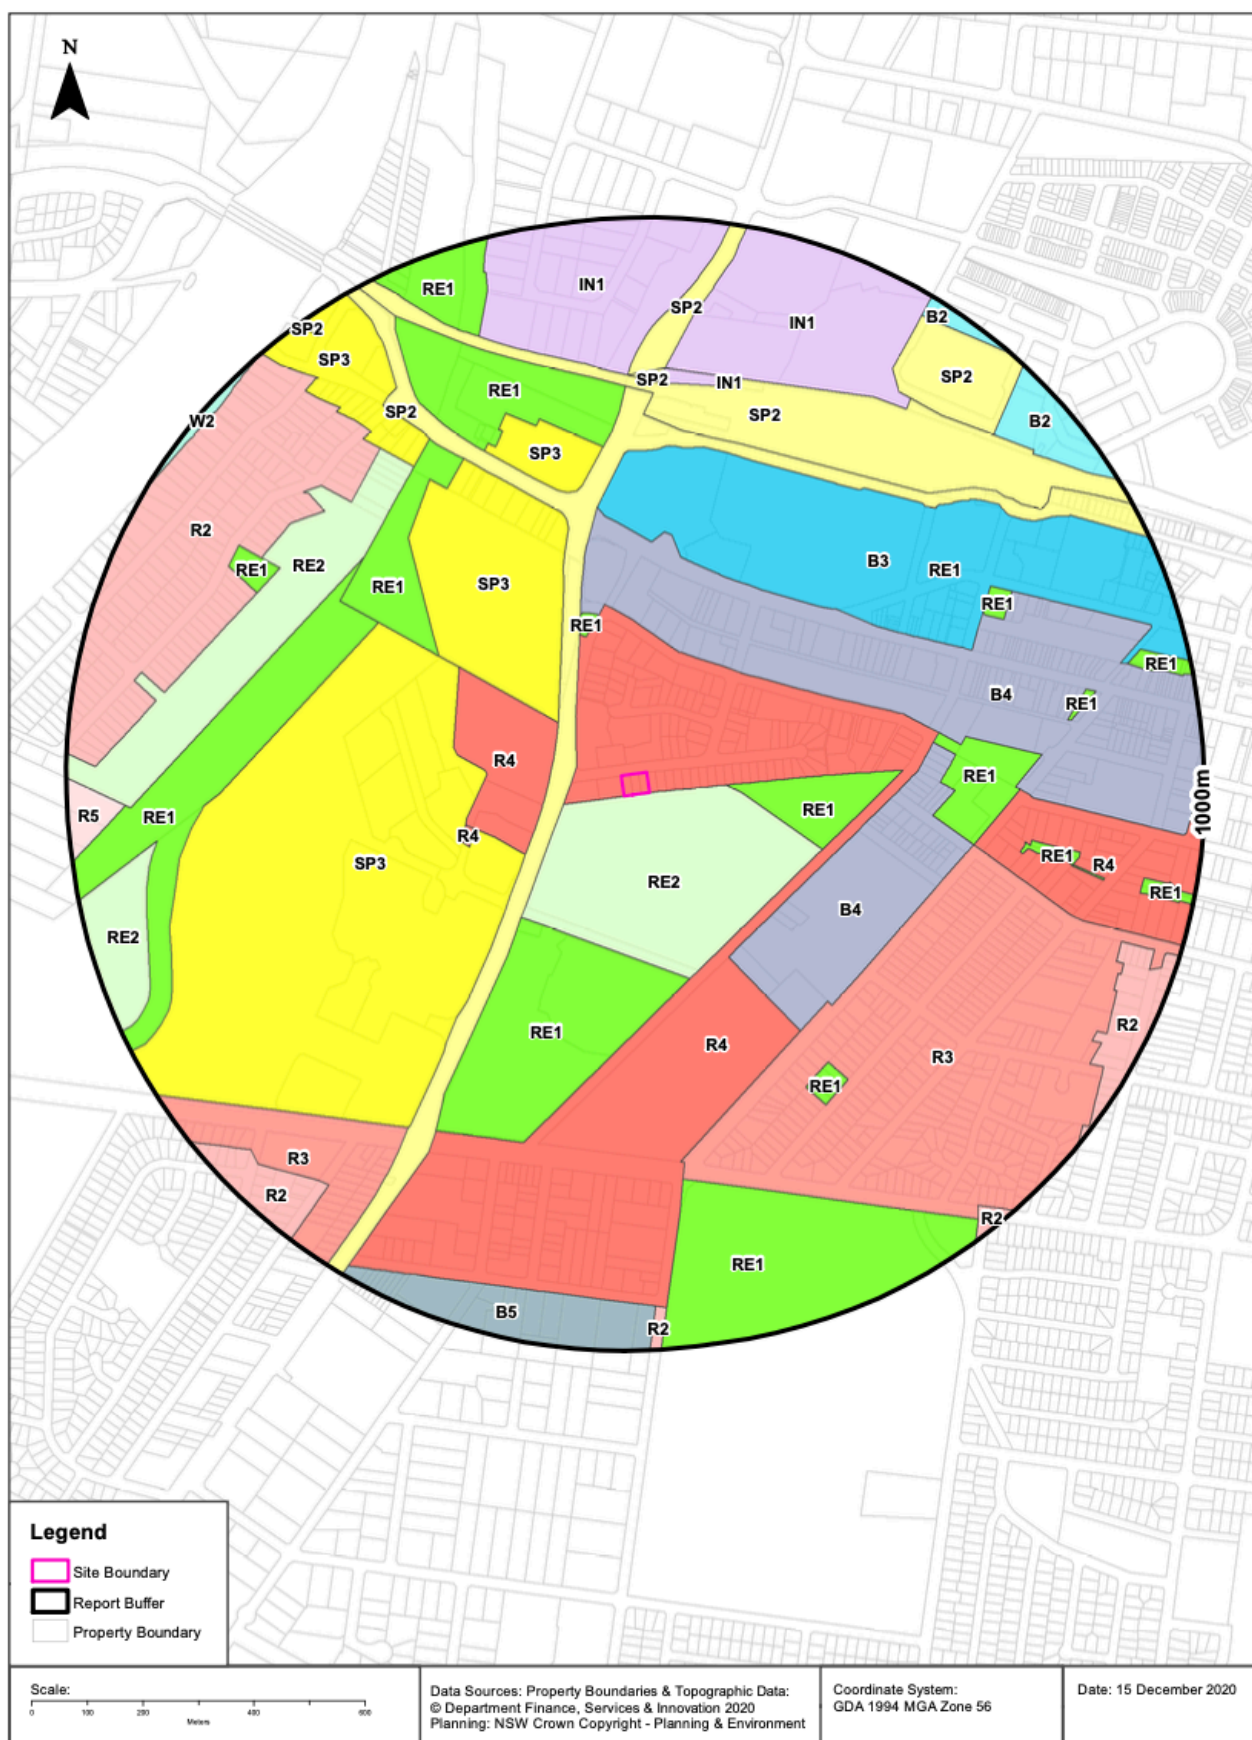 N
RE1
IN1
SP2
B2
SP2
IN1
SP3
SP2
IN1
SP2
RE1
SP2
SP2
B2
W2
SP3
R2
B3
RE1
RE2
RE1
RE1
SP3
RE1
RE1
RE1
B4
RE1
R4
RE1
1000m
R5
RE1
RE1
R4
SP3
RE1
R4
RE2
RE1
B4
RE2
R2
RE1
R4
R3
RE1
R3
R2
R2
RE1
B5
R2
Legend
Site Boundary
Report Buffer
Property Boundary
Scale:
0 100 200 400 600
Meters
Data Sources: Property Boundaries & Topographic Data:
© Department Finance, Services & Innovation 2020
Planning: NSW Crown Copyright - Planning & Environment
Coordinate System:
GDA 1994 MGA Zone 56
Date: 15 December 2020